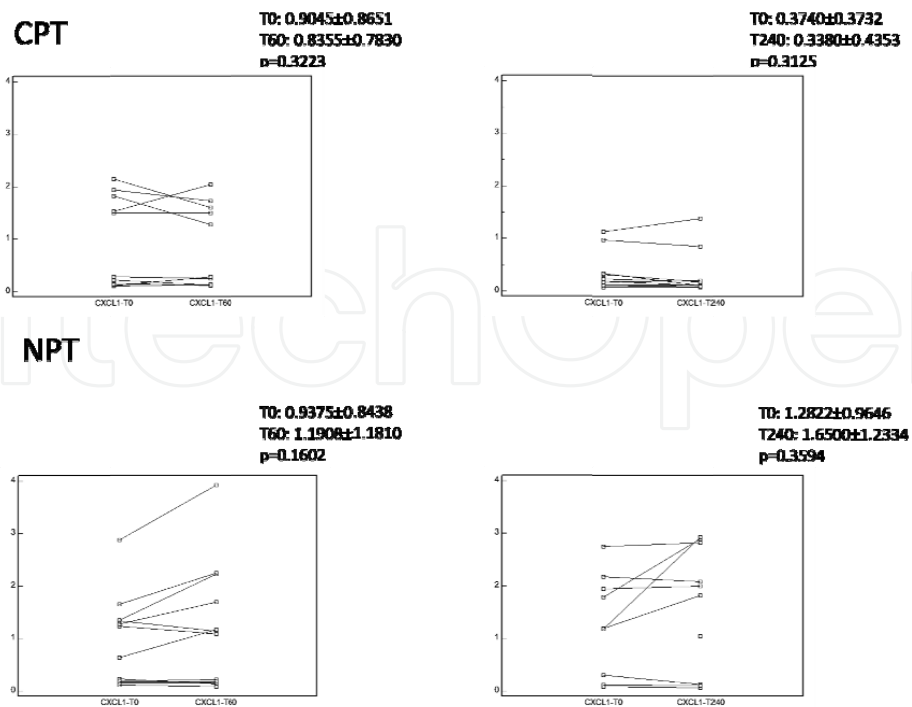 CPT
T0: 0.9045±0.8651
T60: 0.8355±0.7830
p=0.3223
T0: 0.3740±0.3732
T240: 0.3380±0.4353
p=0.3125
4
3
2
1
0
CXCL1-T0 CXCL1-T60
4
3
2
1
0
CXCL1-T0 CXCL1-T240
NPT
T0: 0.9375±0.8438
T60: 1.1908±1.1810
p=0.1602
T0: 1.2822±0.9646
T240: 1.6500±1.2334
p=0.3594
4
3
2
1
0
CXCL1-T0 CXCL1-T60
4
3
2
1
0
CXCL1-T0 CXCL1-T240